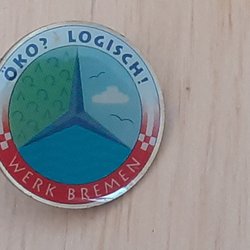 ÖKO? LOGISCH!
WERK BREMEN